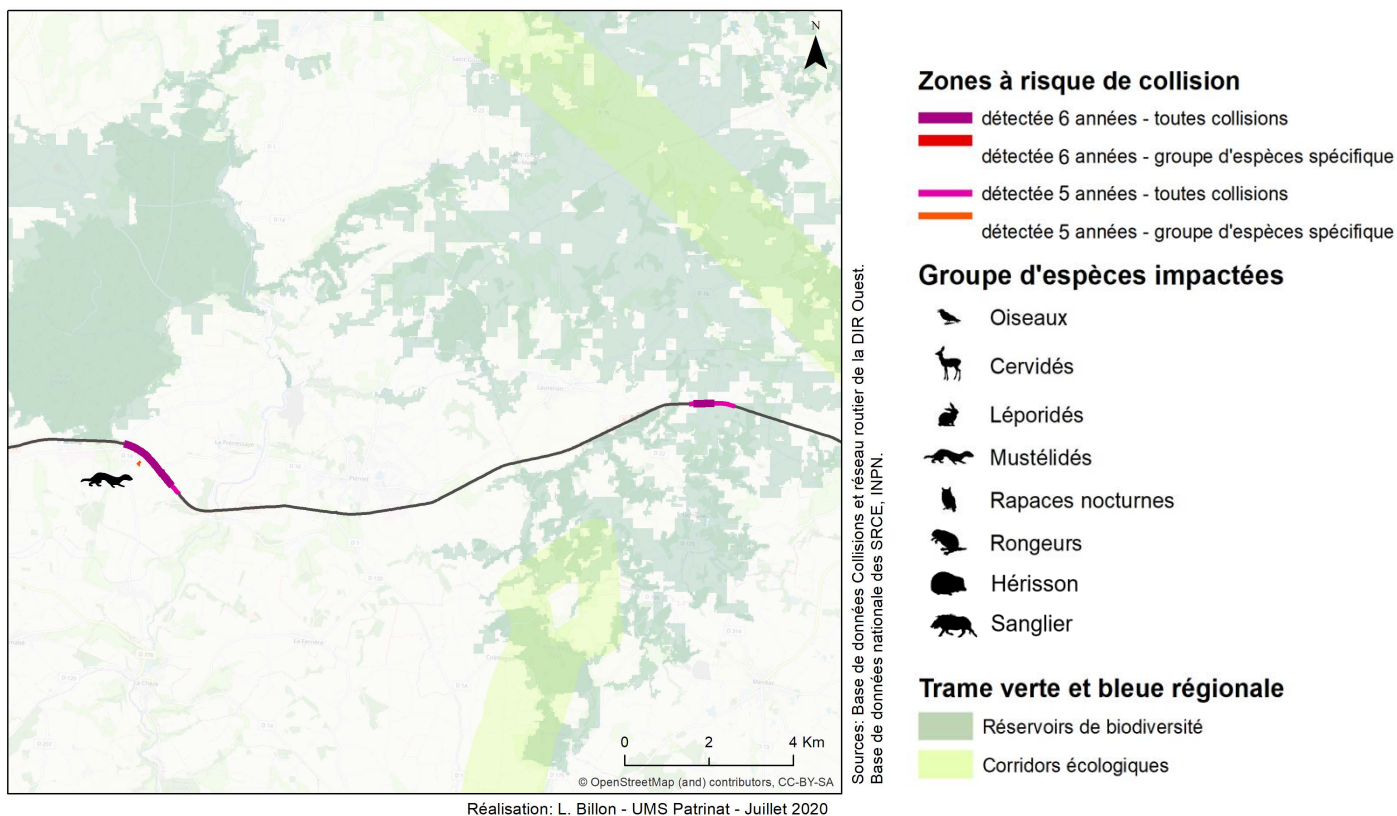 N
0 2 4 Km
© OpenStreetMap (and) contributors, CC-BY-SA
Réalisation: L. Billon - UMS Patrinat - Juillet 2020
Sources: Base de données Collisions et réseau routier de la DIR Ouest.
Base de données nationale des SRCE, INPN.
Zones à risque de collision
détectée 6 années - toutes collisions
détectée 6 années - groupe d'espèces spécifique
détectée 5 années - toutes collisions
détectée 5 années - groupe d'espèces spécifique
Groupe d'espèces impactées
Oiseaux
Cervidés
Léporidés
Mustélidés
Rapaces nocturnes
Rongeurs
Hérisson
Sanglier
Trame verte et bleue régionale
Réservoirs de biodiversité
Corridors écologiques